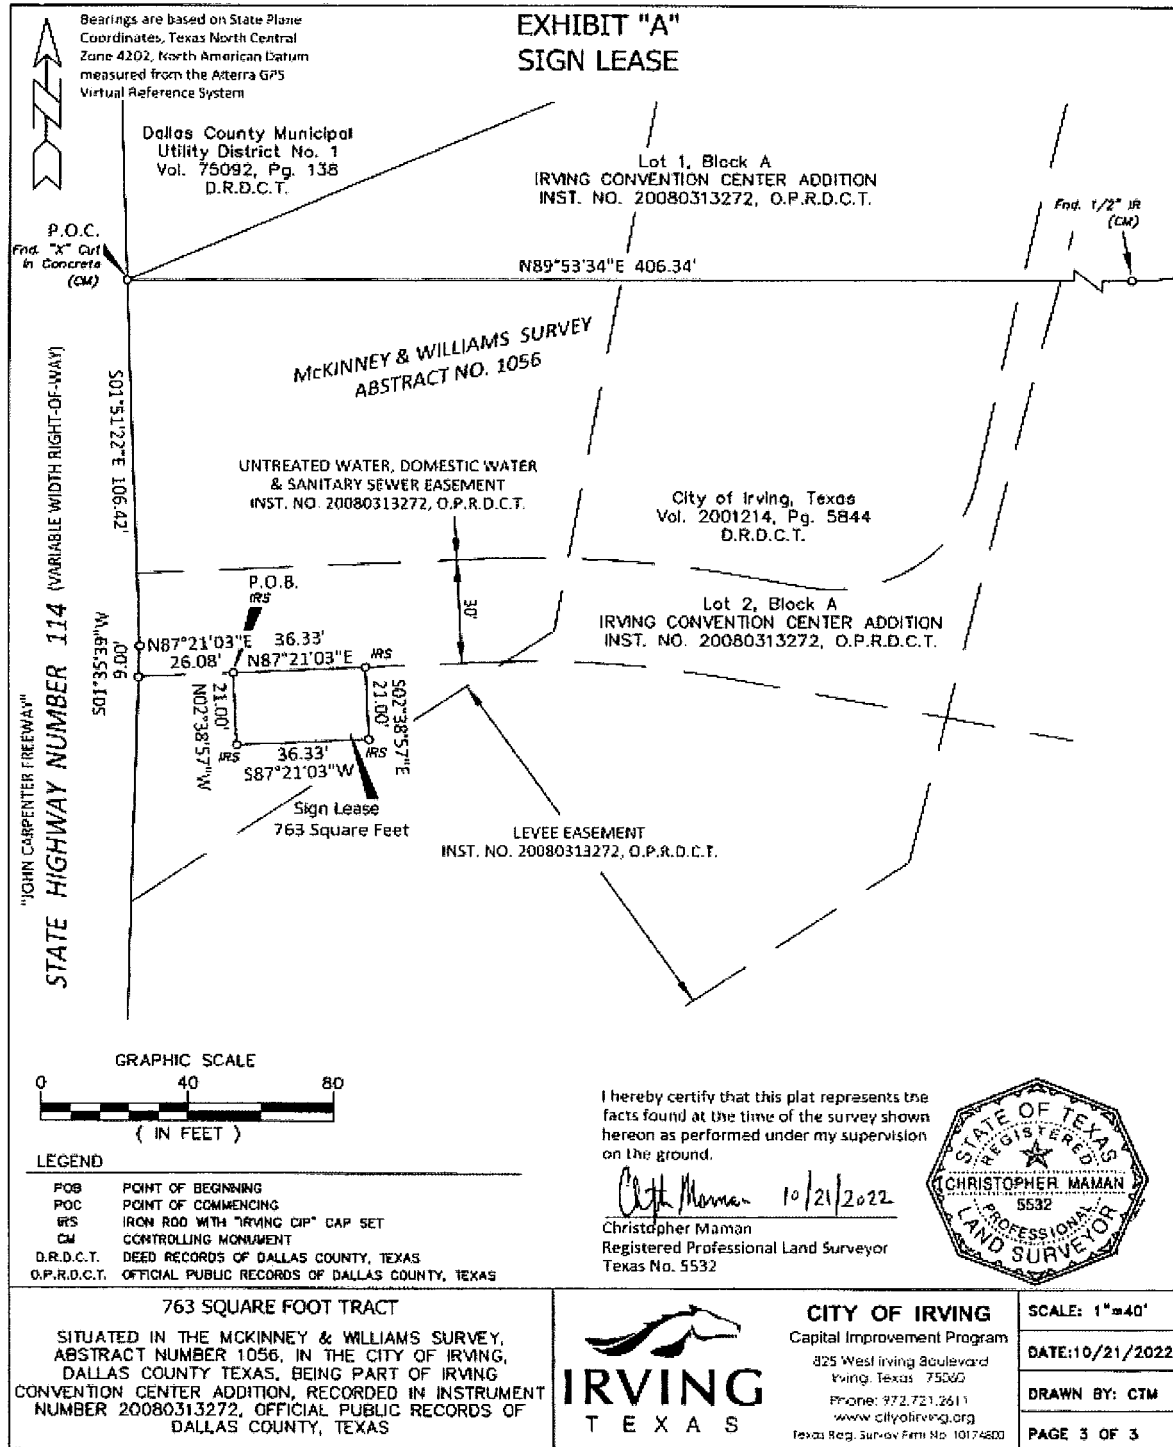 EXHIBIT "A"
SIGN LEASE
Bearings are based on State Plane
Coordinates, Texas North Central
Zone 4202, North American Datum
measured from the Alterra GPS
Virtual Reference System
Dallas County Municipal
Utility District No. 1
Vol. 75092, Pg. 138
D.R.D.C.T.
Lot 1, Block A
IRVING CONVENTION CENTER ADDITION
INST. NO. 20080313272, O.P.R.D.C.T.
Fnd. 1/2" IR
(CM)
P.O.C.
Fnd. "X" Cut
in Concrete
(CM)
N89°53'34"E 406.34'
McKINNEY & WILLIAMS SURVEY
ABSTRACT NO. 1056
S01°51'22"E 106.42'
UNTREATED WATER, DOMESTIC WATER
& SANITARY SEWER EASEMENT
INST. NO. 20080313272, O.P.R.D.C.T.
City of Irving, Texas
Vol. 2001214, Pg. 5844
D.R.D.C.T.
P.O.B.
IRS
30'
Lot 2, Block A
IRVING CONVENTION CENTER ADDITION
INST. NO. 20080313272, O.P.R.D.C.T.
S01°35'39"W
9.00'
N87°21'03"E
26.08'
36.33'
N87°21'03"E
IRS
21.00'
N02°38'57"W
S02°38'57"E
21.00'
IRS
36.33'
S87°21'03"W
IRS
Sign Lease
763 Square Feet
LEVEE EASEMENT
INST. NO. 20080313272, O.P.R.D.C.T.
"JOHN CARPENTER FREEWAY"
STATE HIGHWAY NUMBER 114 (VARIABLE WIDTH RIGHT-OF-WAY)
GRAPHIC SCALE
0 40 80
( IN FEET )
LEGEND
POB POINT OF BEGINNING
POC POINT OF COMMENCING
IRS IRON ROD WITH "IRVING CIP" CAP SET
CM CONTROLLING MONUMENT
D.R.D.C.T. DEED RECORDS OF DALLAS COUNTY, TEXAS
O.P.R.D.C.T. OFFICIAL PUBLIC RECORDS OF DALLAS COUNTY, TEXAS
I hereby certify that this plat represents the
facts found at the time of the survey shown
hereon as performed under my supervision
on the ground.
10/21/2022
Christopher Maman
Registered Professional Land Surveyor
Texas No. 5532
STATE OF TEXAS
REGISTERED
CHRISTOPHER MAMAN
5532
PROFESSIONAL
LAND SURVEYOR
763 SQUARE FOOT TRACT
SITUATED IN THE MCKINNEY & WILLIAMS SURVEY,
ABSTRACT NUMBER 1056, IN THE CITY OF IRVING,
DALLAS COUNTY TEXAS, BEING PART OF IRVING
CONVENTION CENTER ADDITION, RECORDED IN INSTRUMENT
NUMBER 20080313272, OFFICIAL PUBLIC RECORDS OF
DALLAS COUNTY, TEXAS
IRVING
TEXAS
CITY OF IRVING
Capital Improvement Program
825 West Irving Boulevard
Irving, Texas 75060
Phone: 972.721.2611
www.cityofirving.org
Texas Reg. Survey Firm No. 10174800
SCALE: 1"=40'
DATE:10/21/2022
DRAWN BY: CTM
PAGE 3 OF 3